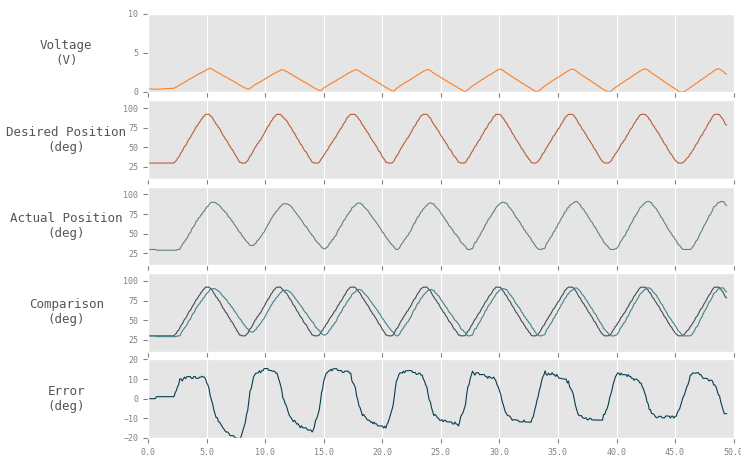 Voltage
(V)
10
5
0
Desired Position
(deg)
100
75
50
25
Actual Position
(deg)
100
75
50
25
Comparison
(deg)
100
75
50
25
Error
(deg)
20
10
0
−10
−20
0.0 5.0 10.0 15.0 20.0 25.0 30.0 35.0 40.0 45.0 50.0